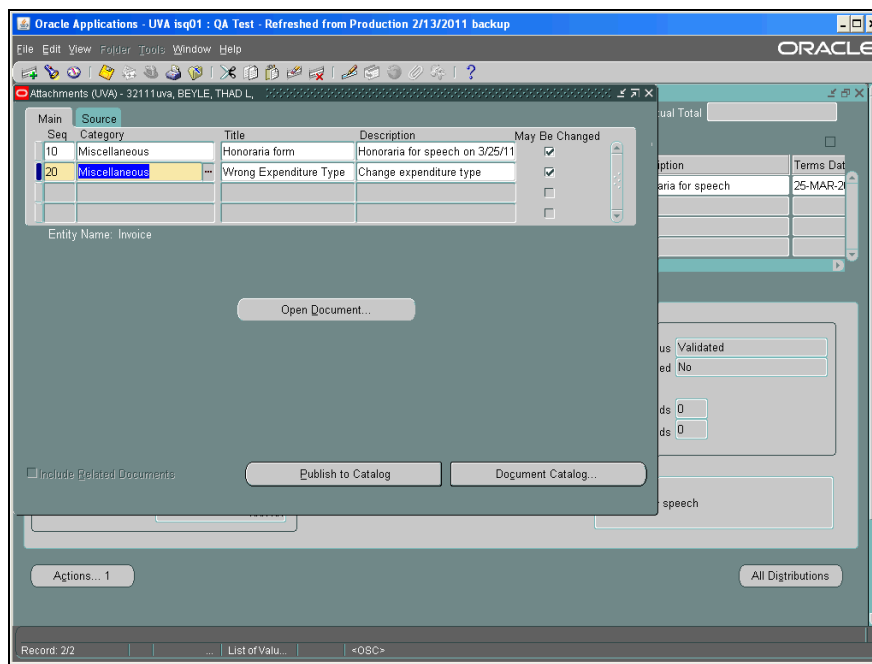 Oracle Applications - UVA isq01 : QA Test - Refreshed from Production 2/13/2011 backup
File Edit View Folder Tools Window Help
ORACLE
Attachments (UVA) - 32111uva, BEYLE, THAD L,
tual Total
Main Source
Seq Category Title Description May Be Changed
10 Miscellaneous Honoraria form Honoraria for speech on 3/25/11
20 Miscellaneous ... Wrong Expenditure Type Change expenditure type
iption Terms Dat
aria for speech 25-MAR-2
Entity Name: Invoice
Open Document...
us Validated
ed No
ds 0
ds 0
Include Related Documents
Publish to Catalog
Document Catalog...
speech
Actions... 1
All Distributions
Record: 2/2 ... List of Valu... <OSC>